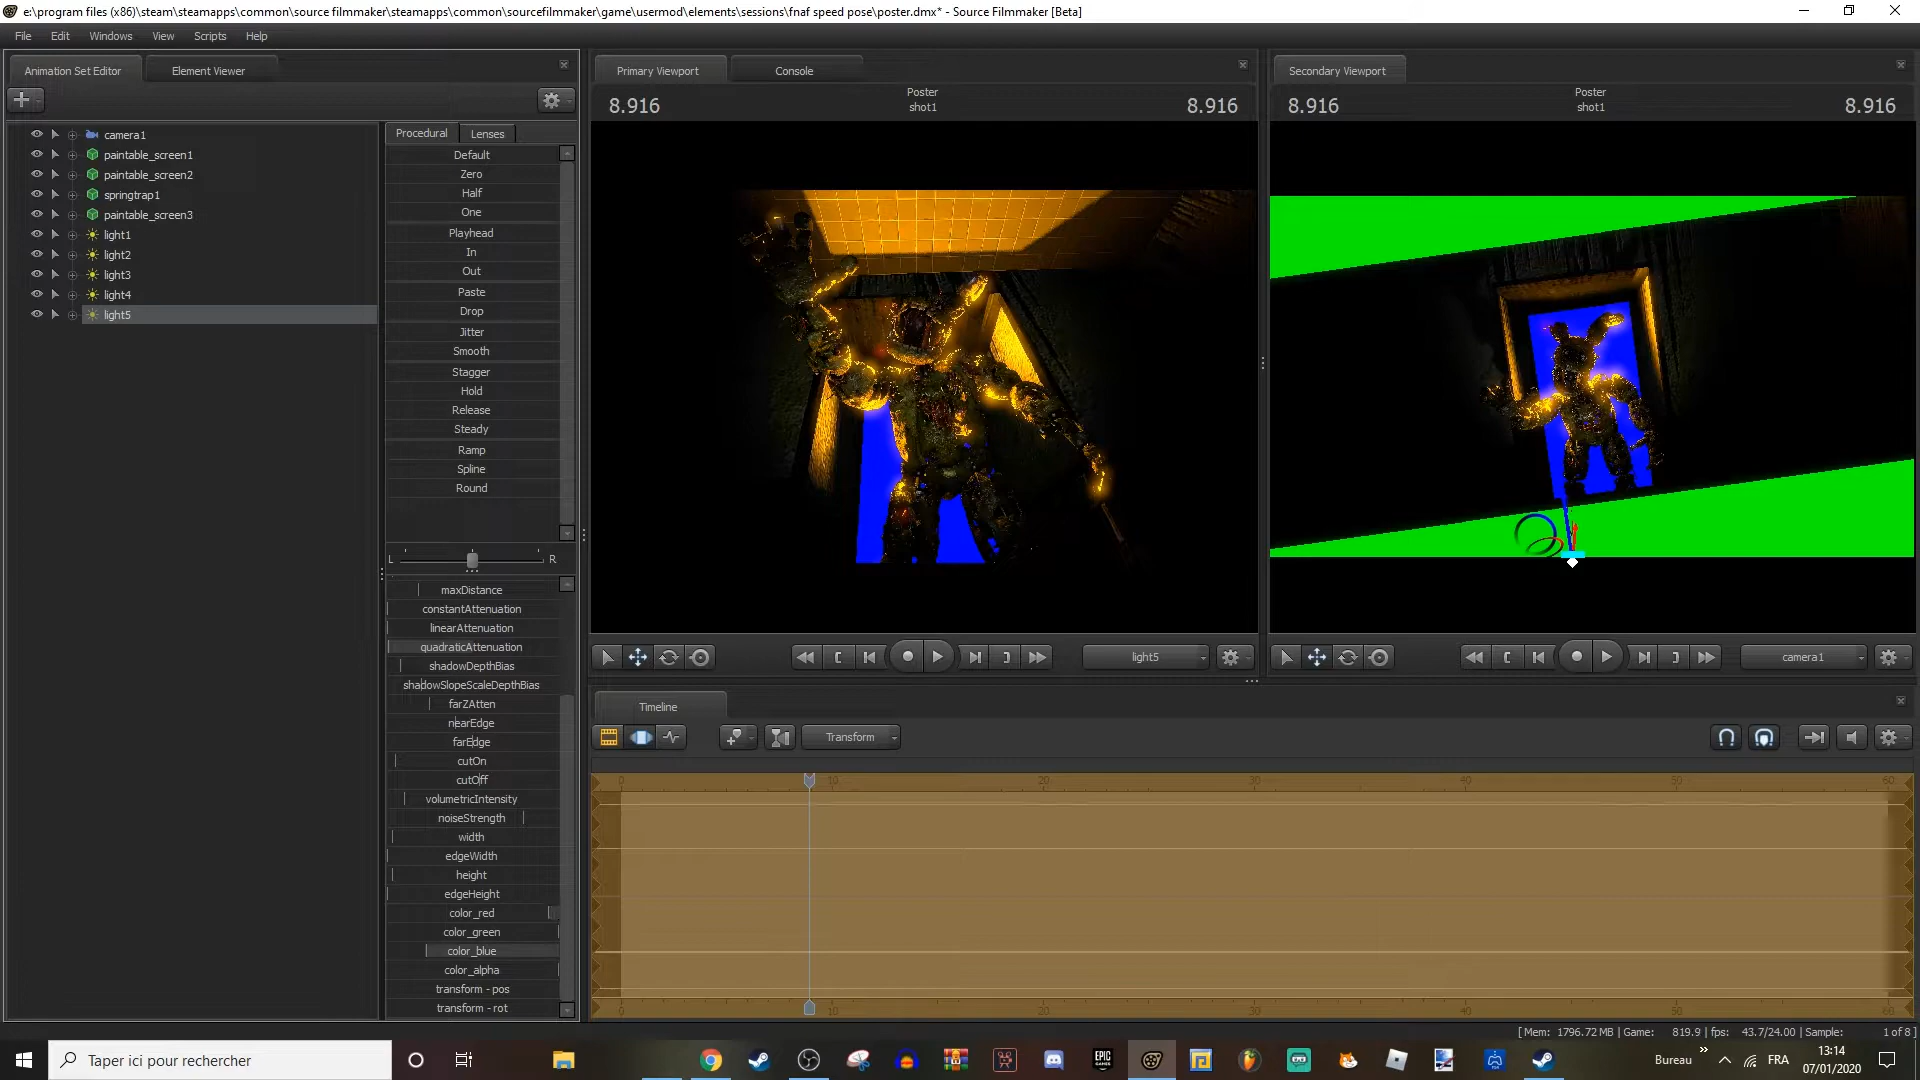 e:\program files (x86)\steam\steamapps\common\source filmmaker\steamapps\common\sourcefilmmaker\game\usermod\elements\sessions\fnaf speed pose\poster.dmx* - Source Filmmaker [Beta]
File Edit Windows View Scripts Help
Animation Set Editor Element Viewer
Primary Viewport Console
Secondary Viewport
8.916 Poster 8.916
shot1
8.916 Poster 8.916
shot1
camera1
paintable_screen1
paintable_screen2
springtrap1
paintable_screen3
light1
light2
light3
light4
light5
Procedural Lenses
Default
Zero
Half
One
Playhead
In
Out
Paste
Drop
Jitter
Smooth
Stagger
Hold
Release
Steady
Ramp
Spline
Round
L R
maxDistance
constantAttenuation
linearAttenuation
quadraticAttenuation
shadowDepthBias
shadowSlopeScaleDepthBias
farZAtten
nearEdge
farEdge
cutOn
cutOff
volumetricIntensity
noiseStrength
width
edgeWidth
height
edgeHeight
color_red
color_green
color_blue
color_alpha
transform - pos
transform - rot
light5
camera1
Timeline
Transform
0 10 20 30 40 50 60
0 10 20 30 40 50 60
[ Mem: 1796.72 MB | Game: 819.9 | fps: 43.7/24.00 | Sample: 1 of 8 ]
Taper ici pour rechercher
EPIC GAMES
Bureau » FRA
13:14
07/01/2020